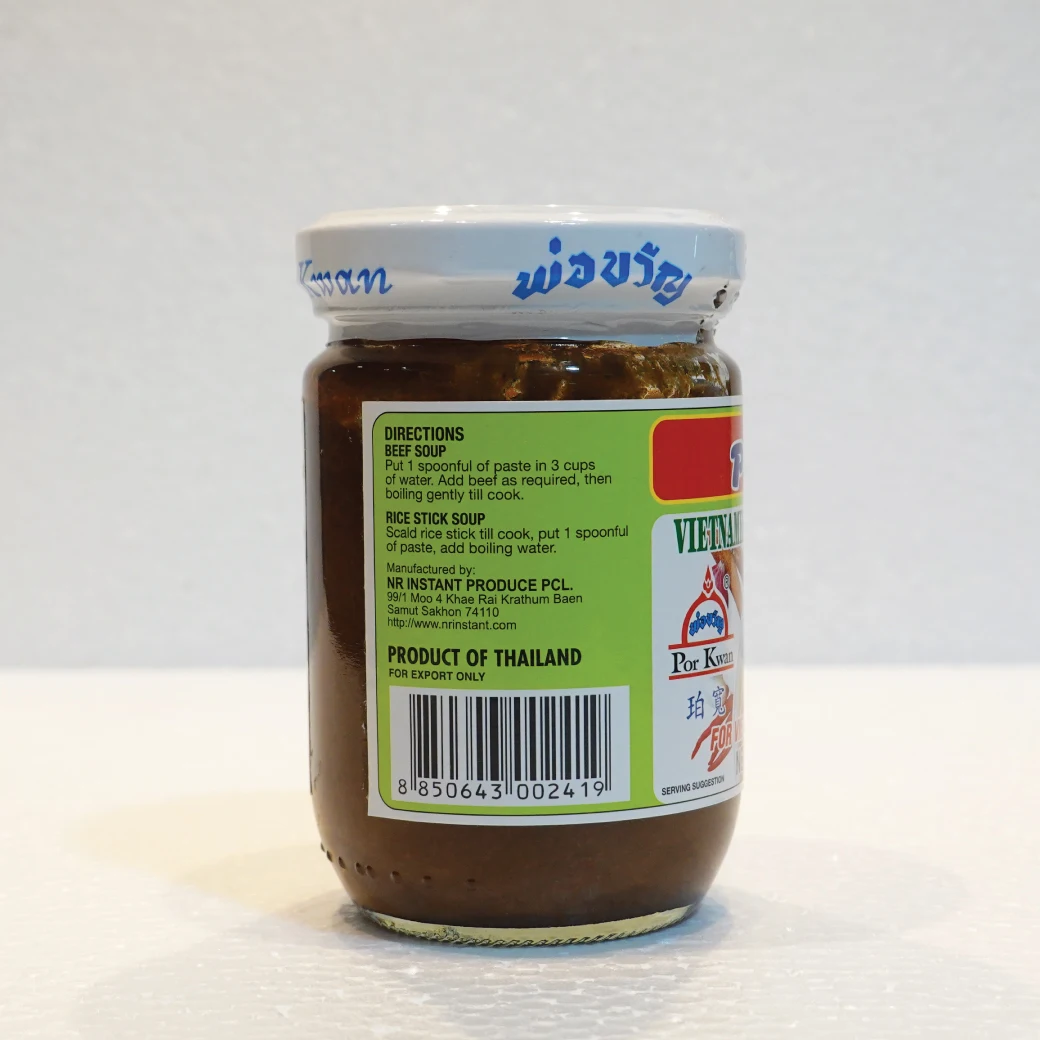 Kwan
พ่อขวัญ
DIRECTIONS
BEEF SOUP
Put 1 spoonful of paste in 3 cups
of water. Add beef as required, then
boiling gently till cook.
RICE STICK SOUP
Scald rice stick till cook, put 1 spoonful
of paste, add boiling water.
Manufactured by:
NR INSTANT PRODUCE PCL.
99/1 Moo 4 Khae Rai Krathum Baen
Samut Sakhon 74110
http://www.nrinstant.com
PRODUCT OF THAILAND
FOR EXPORT ONLY
8 850643 002419
P
VIETNAM
®
พ่อขวัญ
Por Kwan
珀寬
FOR
SERVING SUGGESTION